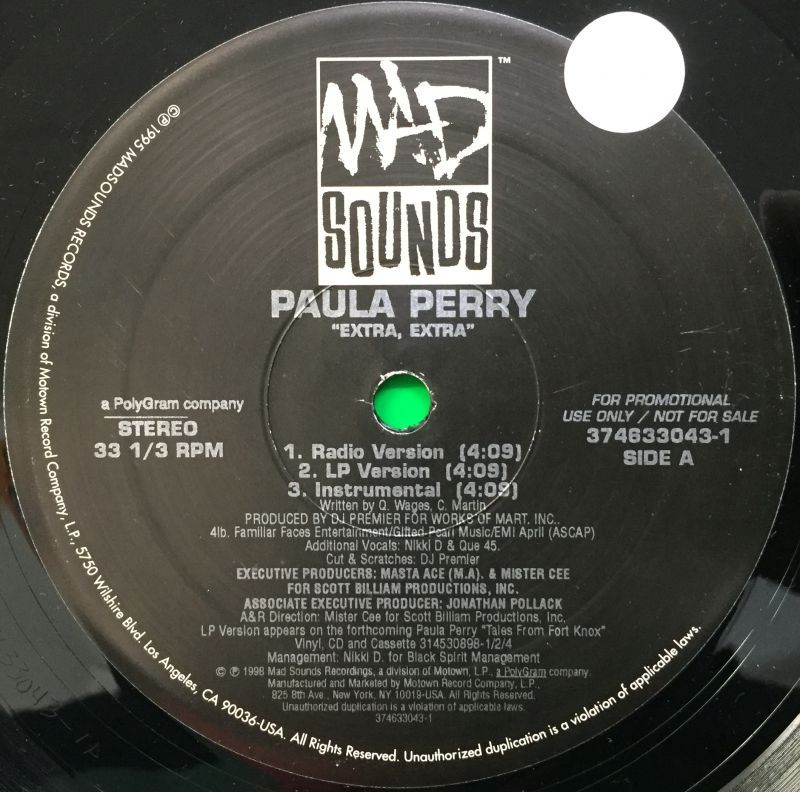 MAD
SOUNDS
TM
PAULA PERRY
"EXTRA, EXTRA"
a PolyGram company
STEREO
33 1/3 RPM
FOR PROMOTIONAL
USE ONLY / NOT FOR SALE
374633043-1
SIDE A
1. Radio Version (4:09)
2. LP Version (4:09)
3. Instrumental (4:09)
Written by Q. Wages, C. Martin
PRODUCED BY DJ PREMIER FOR WORKS OF MART. INC..
4lb. Familiar Faces Entertainment/Gifted Pearl Music/EMI April (ASCAP)
Additional Vocals: Nikki D & Que 45.
Cut & Scratches: DJ Premier
EXECUTIVE PRODUCERS: MASTA ACE (M.A). & MISTER CEE
FOR SCOTT BILLIAM PRODUCTIONS, INC.
ASSOCIATE EXECUTIVE PRODUCER: JONATHAN POLLACK
A&R Direction: Mister Cee for Scott Billiam Productions, Inc.
LP Version appears on the forthcoming Paula Perry "Tales From Fort Knox"
Vinyl, CD and Cassette 314530898-1/2/4
Management: Nikki D. for Black Spirit Management
© ℗ 1998 Mad Sounds Recordings, a division of Motown, L.P., a PolyGram company.
Manufactured and Marketed by Motown Record Company, L.P.,
825 8th Ave., New York, NY 10019-USA. All Rights Reserved.
Unauthorized duplication is a violation of applicable laws.
374633043-1
©℗ 1995 MADSOUNDS RECORDS, a division of Motown Record Company, L.P., 5750 Wilshire Blvd. Los Angeles, CA 90036-USA. All Rights Reserved. Unauthorized duplication is a violation of applicable laws.